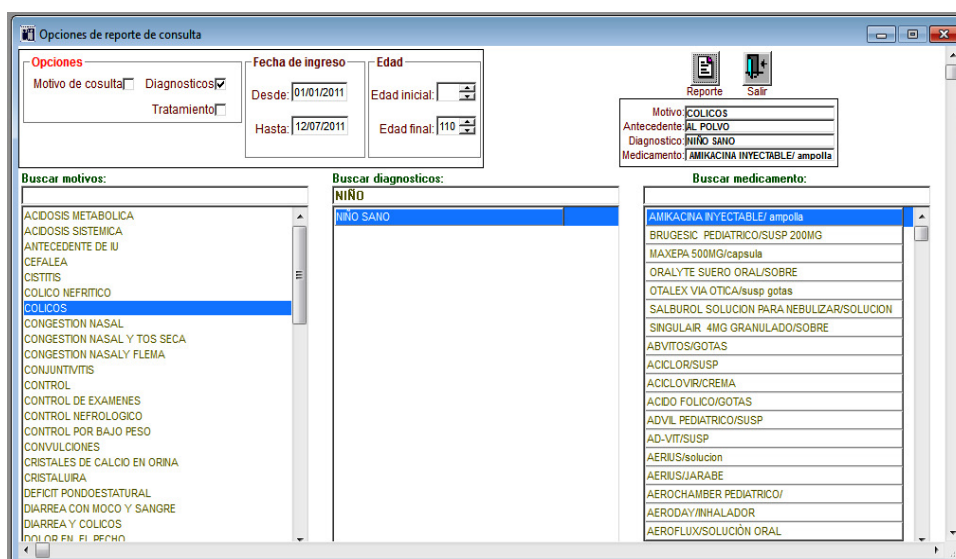 Opciones de reporte de consulta
Opciones
Motivo de cosulta Diagnosticos
Tratamiento
Fecha de ingreso
Desde: 01/01/2011
Hasta: 12/07/2011
Edad
Edad inicial:
Edad final: 110
Reporte Salir
Motivo: COLICOS
Antecedente: AL POLVO
Diagnostico: NIÑO SANO
Medicamento: AMIKACINA INYECTABLE/ ampolla
Buscar motivos:
ACIDOSIS METABOLICA
ACIDOSIS SISTEMICA
ANTECEDENTE DE IU
CEFALEA
CISTITIS
COLICO NEFRITICO
COLICOS
CONGESTION NASAL
CONGESTION NASAL Y TOS SECA
CONGESTION NASALY FLEMA
CONJUNTIVITIS
CONTROL
CONTROL DE EXAMENES
CONTROL NEFROLOGICO
CONTROL POR BAJO PESO
CONVULCIONES
CRISTALES DE CALCIO EN ORINA
CRISTALUIRA
DEFICIT PONDOESTATURAL
DIARREA CON MOCO Y SANGRE
DIARREA Y COLICOS
DOLOR EN EL PECHO
Buscar diagnosticos:
NIÑO
NIÑO SANO
Buscar medicamento:
AMIKACINA INYECTABLE/ ampolla
BRUGESIC PEDIATRICO/SUSP 200MG
MAXEPA 500MG/capsula
ORALYTE SUERO ORAL/SOBRE
OTALEX VIA OTICA/susp gotas
SALBUROL SOLUCION PARA NEBULIZAR/SOLUCION
SINGULAIR 4MG GRANULADO/SOBRE
ABVITOS/GOTAS
ACICLOR/SUSP
ACICLOVIR/CREMA
ACIDO FOLICO/GOTAS
ADVIL PEDIATRICO/SUSP
AD-VIT/SUSP
AERIUS/solucion
AERIUS/JARABE
AEROCHAMBER PEDIATRICO/
AERODAY/INHALADOR
AEROFLUX/SOLUCIÒN ORAL